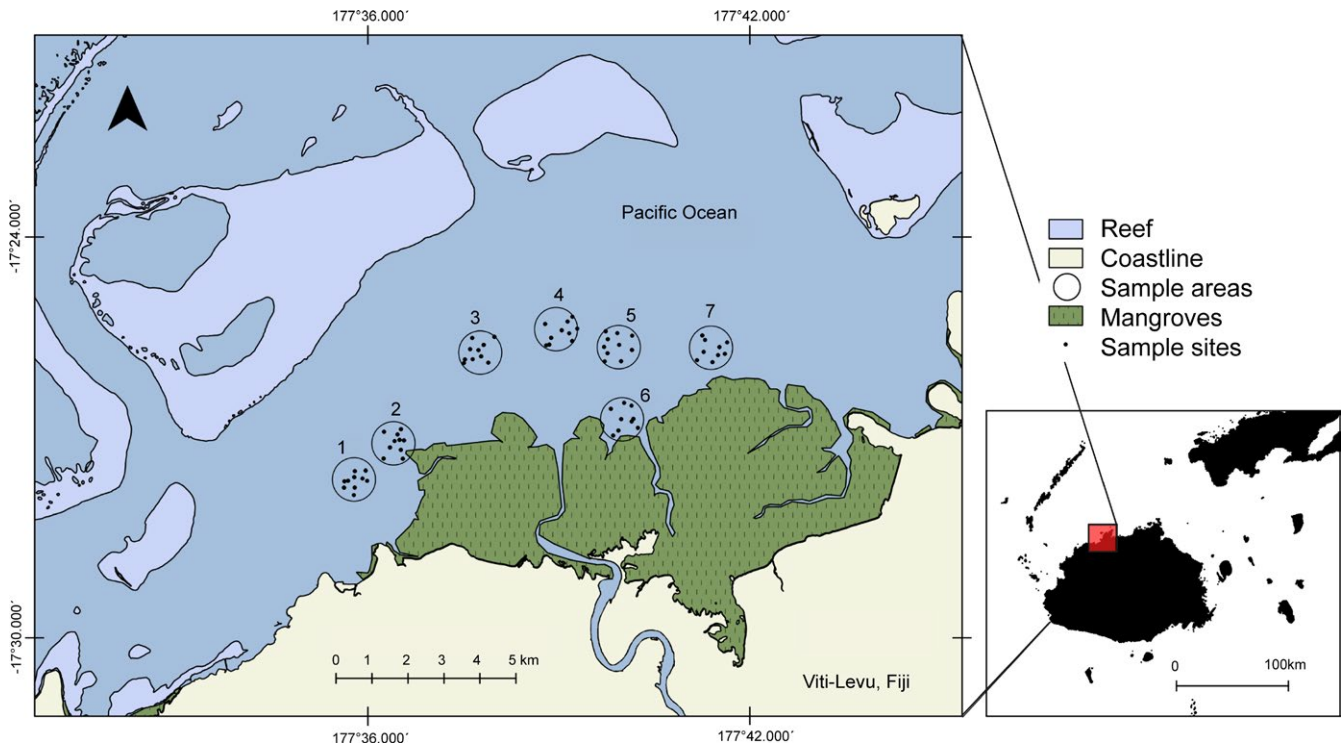 177°36.000´
177°42.000´
-17°24.000´
-17°30.000´
Pacific Ocean
1
2
3
4
5
6
7
0 1 2 3 4 5 km
Viti-Levu, Fiji
177°36.000´
177°42.000´
Reef
Coastline
Sample areas
Mangroves
Sample sites
0 100km